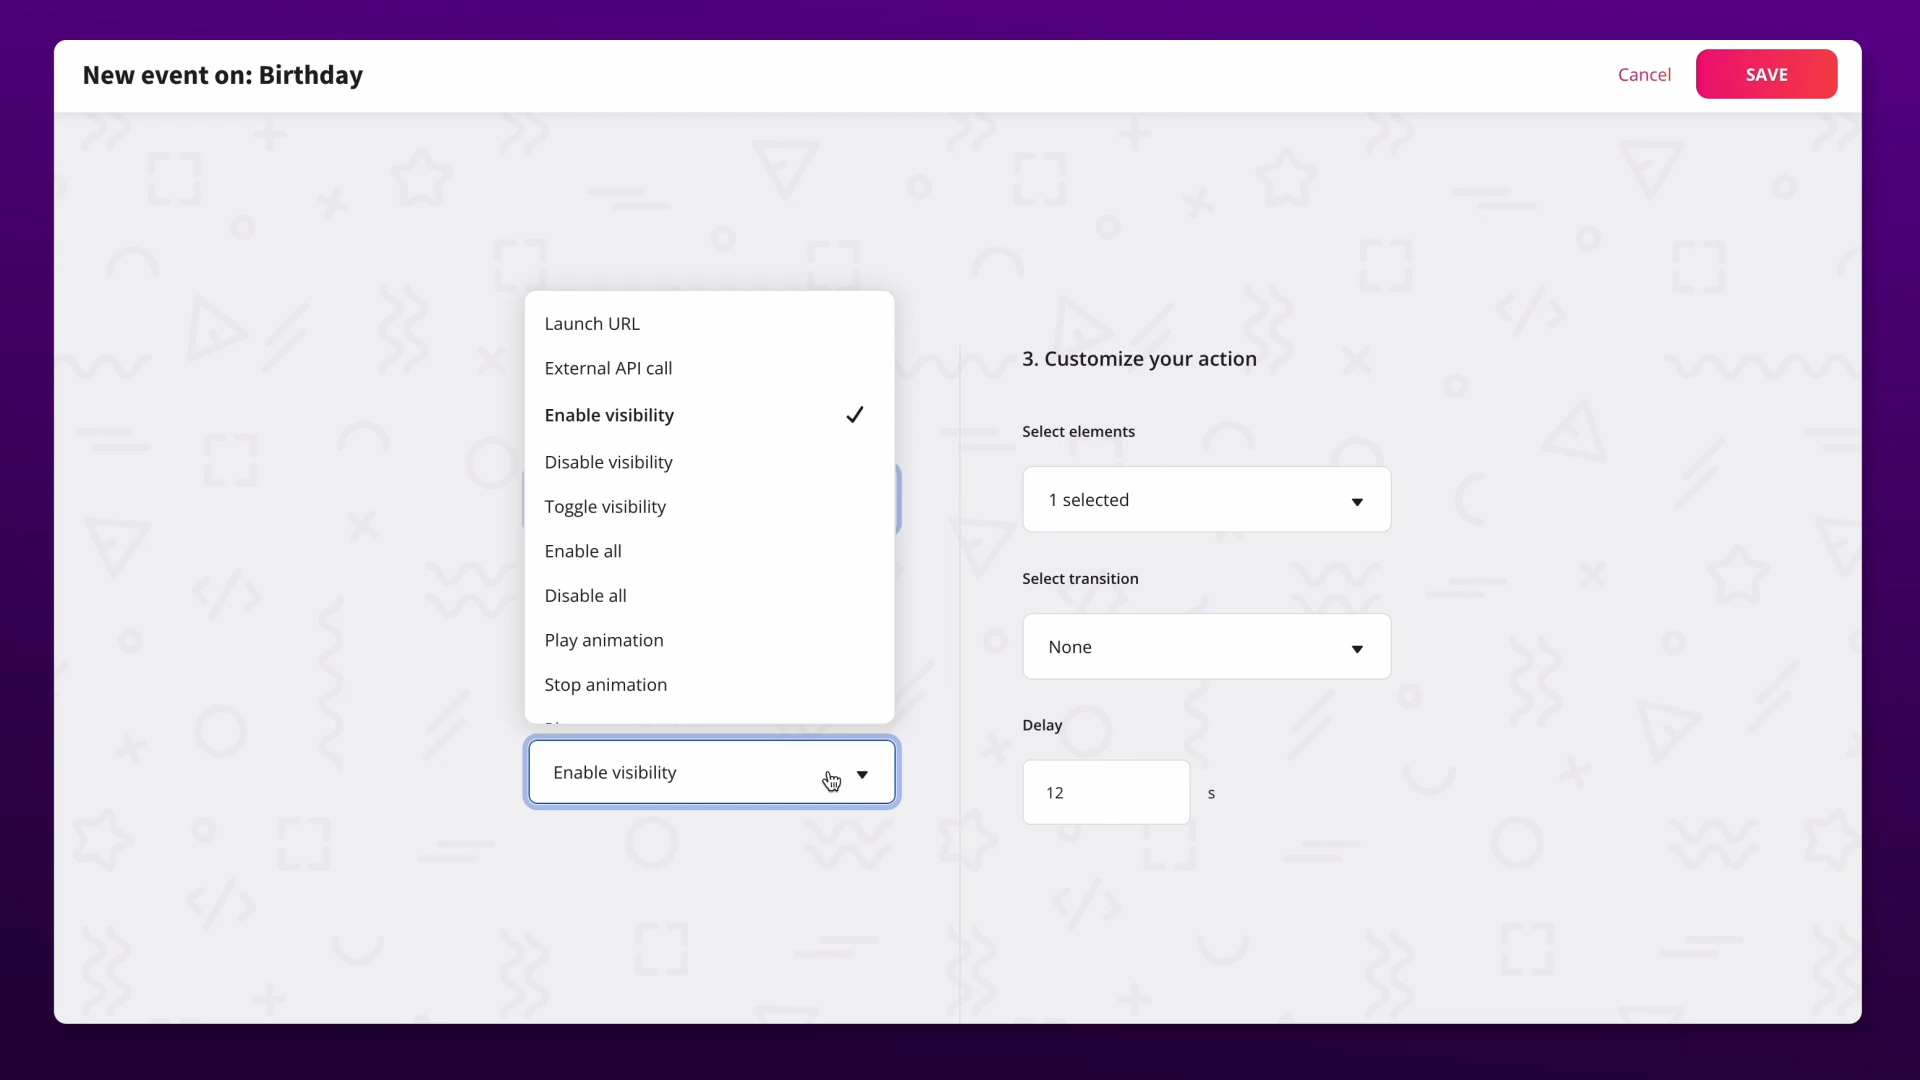 New event on: Birthday
Cancel
SAVE
Launch URL
External API call
Enable visibility
Disable visibility
Toggle visibility
Enable all
Disable all
Play animation
Stop animation
Enable visibility
3. Customize your action
Select elements
1 selected
Select transition
None
Delay
12
s